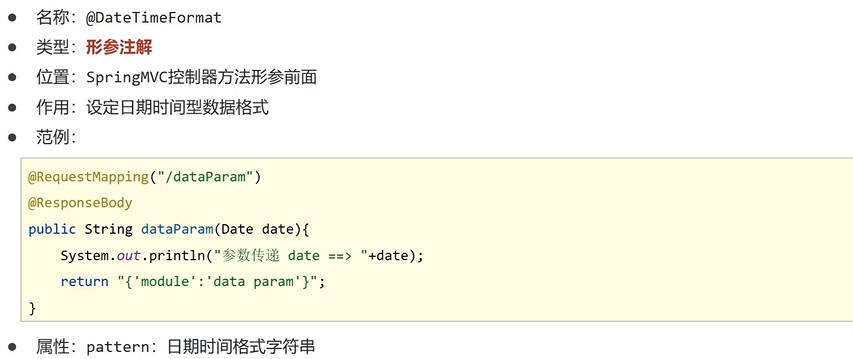 ● 名称：@DateTimeFormat
● 类型：形参注解
● 位置：SpringMVC控制器方法形参前面
● 作用：设定日期时间型数据格式
● 范例：
@RequestMapping("/dataParam")
@ResponseBody
public String dataParam(Date date){
    System.out.println("参数传递 date ==> "+date);
    return "{'module':'data param'}";
}
● 属性：pattern：日期时间格式字符串